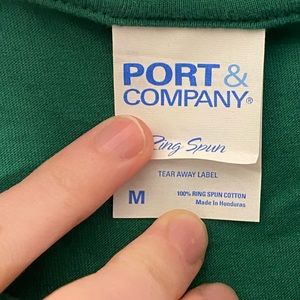 PORT &
COMPANY®
Ring Spun
TEAR AWAY LABEL
M
100% RING SPUN COTTON
Made in Honduras